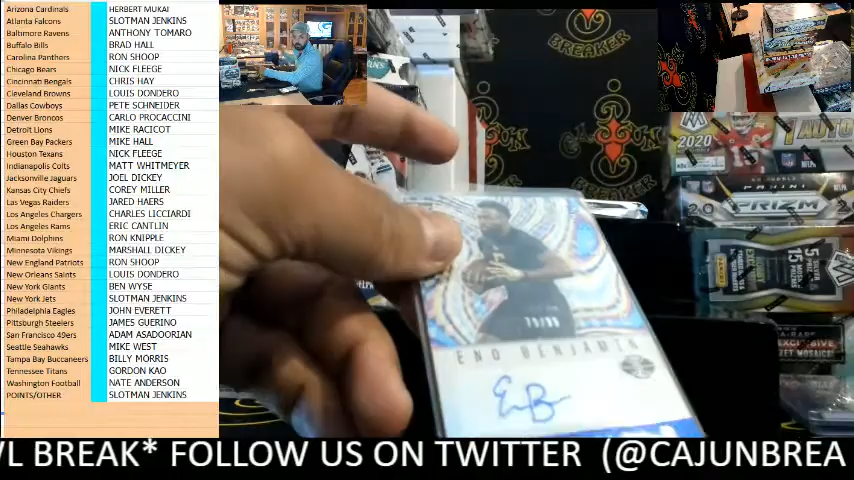 Arizona Cardinals HERBERT MUKAI
Atlanta Falcons SLOTMAN JENKINS
Baltimore Ravens ANTHONY TOMARO
Buffalo Bills BRAD HALL
Carolina Panthers RON SHOOP
Chicago Bears NICK FLEEGE
Cincinnati Bengals CHRIS HAY
Cleveland Browns LOUIS DONDERO
Dallas Cowboys PETE SCHNEIDER
Denver Broncos CARLO PROCACCINI
Detroit Lions MIKE RACICOT
Green Bay Packers MIKE HALL
Houston Texans NICK FLEEGE
Indianapolis Colts MATT WHITMEYER
Jacksonville Jaguars JOEL DICKEY
Kansas City Chiefs COREY MILLER
Las Vegas Raiders JARED HAERS
Los Angeles Chargers CHARLES LICCIARDI
Los Angeles Rams ERIC CANTLIN
Miami Dolphins RON KNIPPLE
Minnesota Vikings MARSHALL DICKEY
New England Patriots RON SHOOP
New Orleans Saints LOUIS DONDERO
New York Giants BEN WYSE
New York Jets SLOTMAN JENKINS
Philadelphia Eagles JOHN EVERETT
Pittsburgh Steelers JAMES GUERINO
San Francisco 49ers ADAM ASADOORIAN
Seattle Seahawks MIKE WEST
Tampa Bay Buccaneers BILLY MORRIS
Tennessee Titans GORDON KAO
Washington Football NATE ANDERSON
POINTS/OTHER SLOTMAN JENKINS
BREAKER
CAJUN
BREAKER
2020
1 AUTO
PANINI
PRIZM
ENO BENJAMIN
EB
VL BREAK* FOLLOW US ON TWITTER (@CAJUNBREA